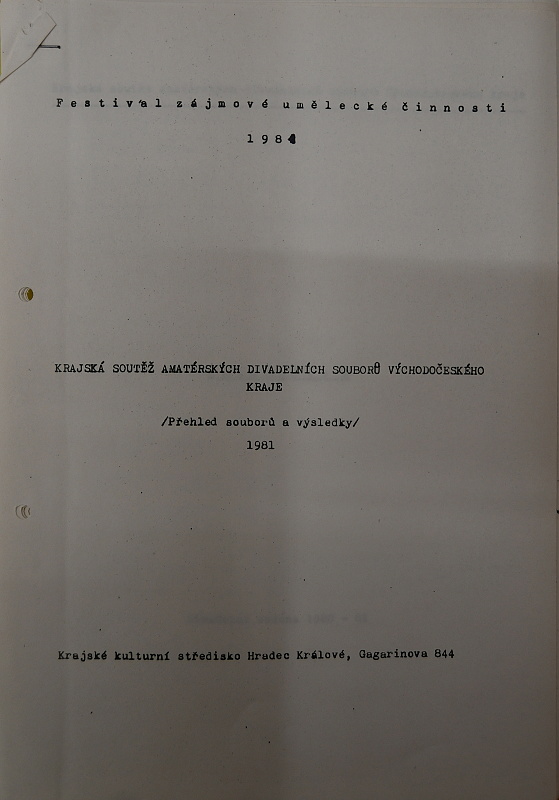 Festival zájmové umělecké činnosti
1981
KRAJSKÁ SOUTĚŽ AMATÉRSKÝCH DIVADELNÍCH SOUBORŮ VÝCHODOČESKÉHO
KRAJE
/Přehled souborů a výsledky/
1981
Krajské kulturní středisko Hradec Králové, Gagarinova 844